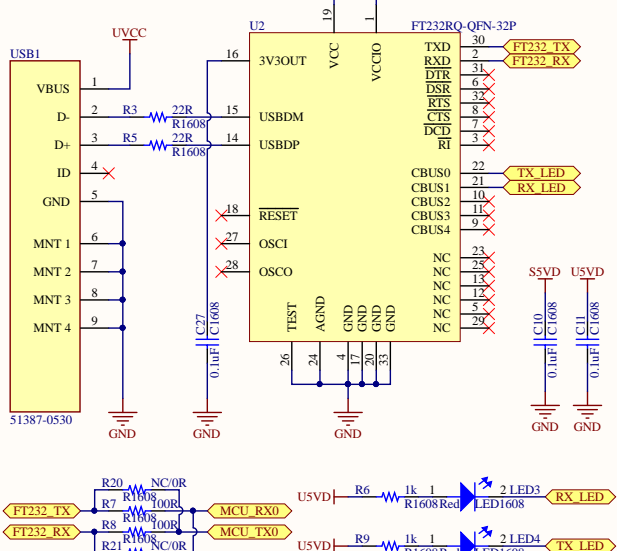 19 1
U2 FT232RQ-QFN-32P
UVCC
USB1
VCC VCCIO
16 3V3OUT TXD 30 FT232_TX
RXD 2 FT232_RX
DTR 31
VBUS 1 DSR 6
RTS 32
D- 2 R3 22R R1608 15 USBDM CTS 8
DCD 7
D+ 3 R5 22R R1608 14 USBDP RI 3
ID 4 CBUS0 22 TX_LED
CBUS1 21 RX_LED
GND 5 CBUS2 10
18 RESET CBUS3 11
CBUS4 9
MNT 1 6 27 OSCI
NC 23
MNT 2 7 28 OSCO NC 25
NC 13 S5VD U5VD
MNT 3 8 NC 12
NC 5
MNT 4 9 NC 29
C27 C1608 0.1uF
TEST AGND GND GND GND GND
C10 C1608 0.1uF
C11 C1608 0.1uF
26 24 4 17 20 33
51387-0530
GND GND GND GND GND
R20 NC/0R
R1608
FT232_TX R7 100R MCU_RX0
R1608
FT232_RX R8 100R MCU_TX0
R1608
R21 NC/0R
U5VD R6 1k 1 2 LED3 RX_LED
R1608 Red LED1608
U5VD R9 1k 1 2 LED4 TX_LED
R1608 Red LED1608